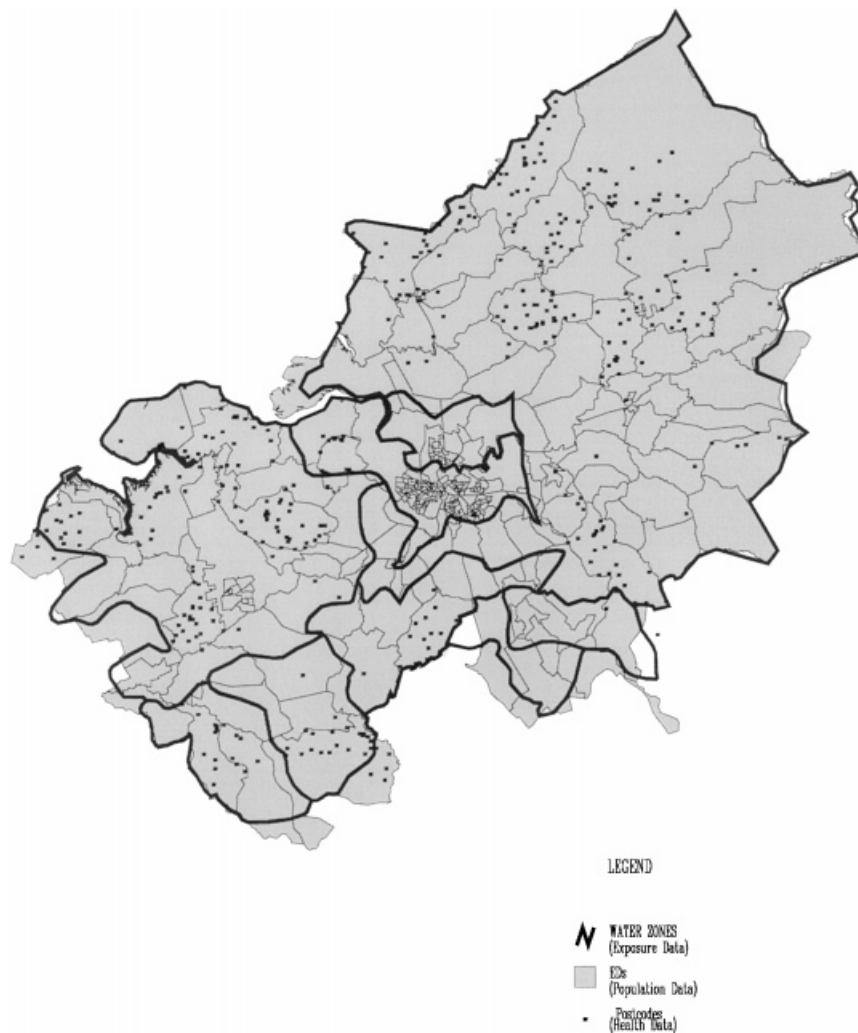 LEGEND
WATER ZONES
(Exposure Data)
EDs
(Population Data)
Postcodes
(Health Data)